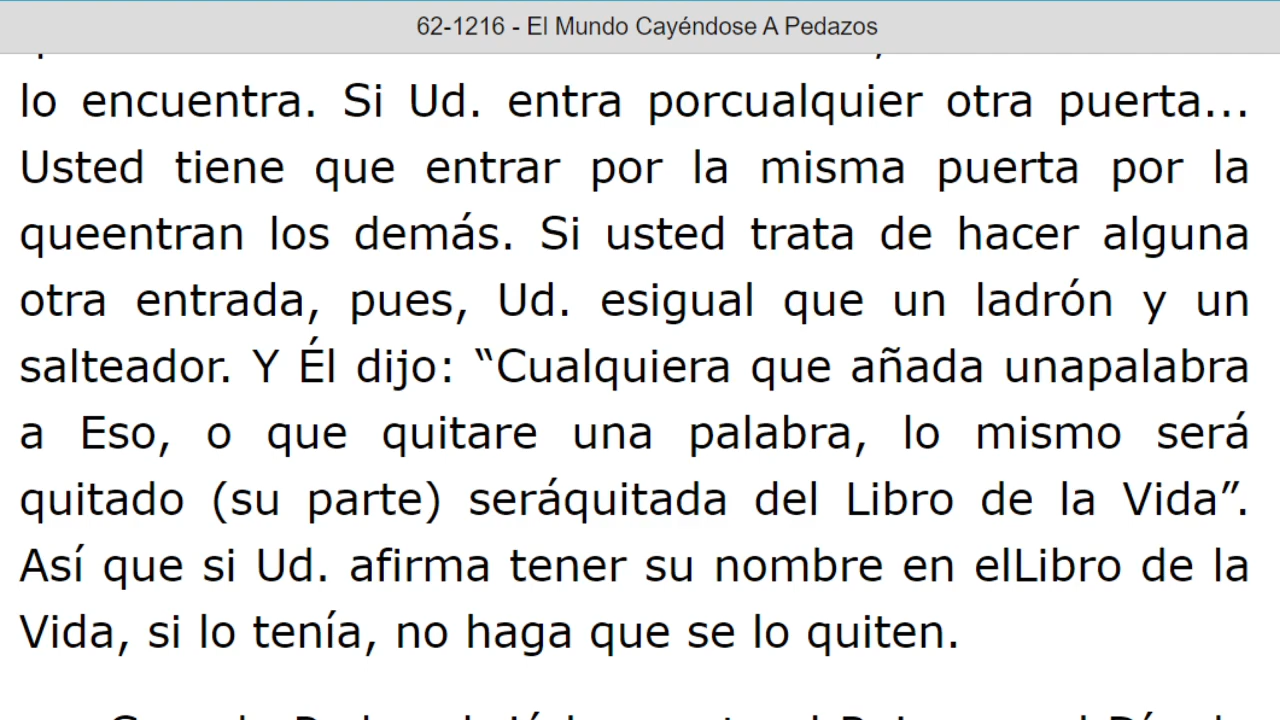 62-1216 - El Mundo Cayéndose A Pedazos
lo encuentra. Si Ud. entra porcualquier otra puerta...
Usted tiene que entrar por la misma puerta por la
queentran los demás. Si usted trata de hacer alguna
otra entrada, pues, Ud. esigual que un ladrón y un
salteador. Y Él dijo: “Cualquiera que añada unapalabra
a Eso, o que quitare una palabra, lo mismo será
quitado (su parte) seráquitada del Libro de la Vida”.
Así que si Ud. afirma tener su nombre en elLibro de la
Vida, si lo tenía, no haga que se lo quiten.